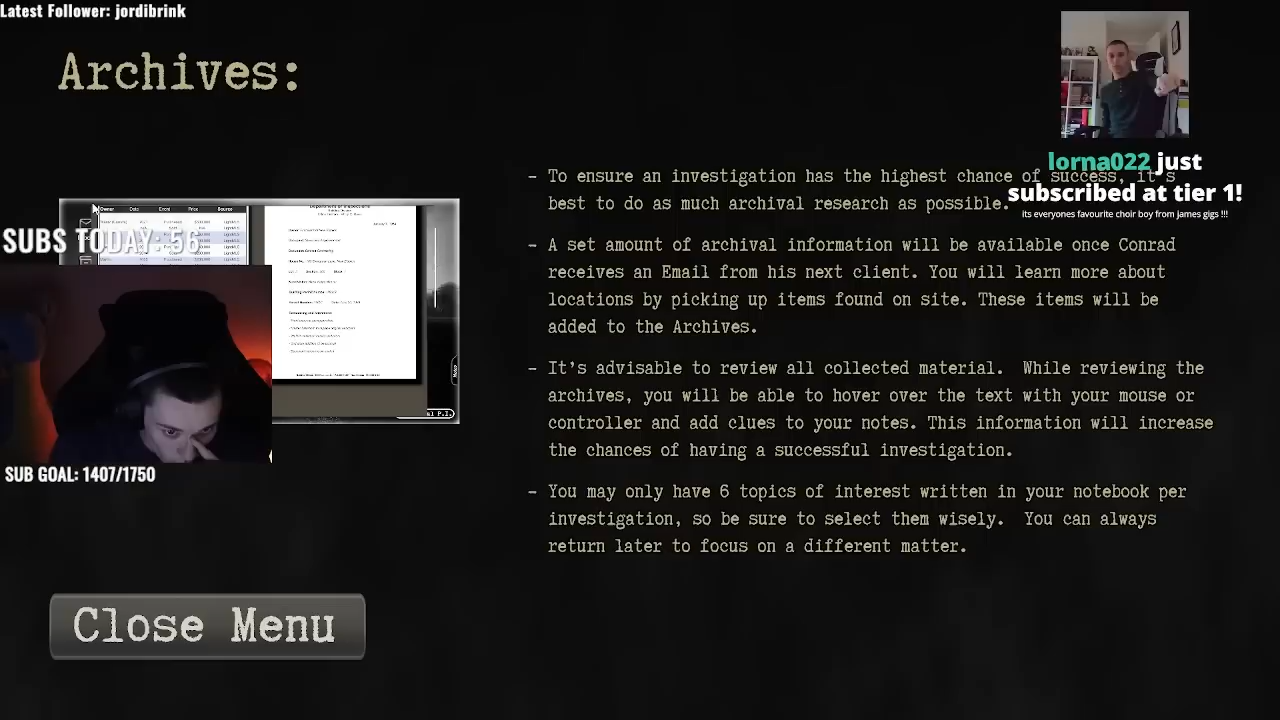 Latest Follower: jordibrink
Archives:
- To ensure an investigation has the highest chance of success, it's
best to do as much archival research as possible.
lorna022 just
subscribed at tier 1!
its everyones favourite choir boy from james gigs !!!
- A set amount of archival information will be available once Conrad
receives an Email from his next client. You will learn more about
locations by picking up items found on site. These items will be
added to the Archives.
- It's advisable to review all collected material. While reviewing the
archives, you will be able to hover over the text with your mouse or
controller and add clues to your notes. This information will increase
the chances of having a successful investigation.
- You may only have 6 topics of interest written in your notebook per
investigation, so be sure to select them wisely. You can always
return later to focus on a different matter.
Owner Date Price Source
SUBS TODAY: 56
SUB GOAL: 1407/1750
Close Menu